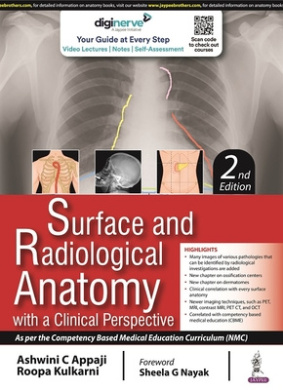 diginerve
A Jaypee Initiative
Your Guide at Every Step
Video Lectures | Notes | Self-Assessment
Scan code
to check out
courses
2nd
Edition
Surface and
Radiological
Anatomy
with a Clinical Perspective
As per the Competency Based Medical Education Curriculum (NMC)
HIGHLIGHTS
• Many images of various pathologies that
can be identified by radiological
investigations are added
• New chapter on ossification centers
• New chapter on dermatomes
• Clinical correlation with every surface
anatomy
• Newer imaging techniques, such as PET,
MRI, contrast MRI, PET CT, and OCT
• Correlated with competency based
medical education (CBME)
Ashwini C Appaji
Roopa Kulkarni
Foreword
Sheela G Nayak
JAYPEE